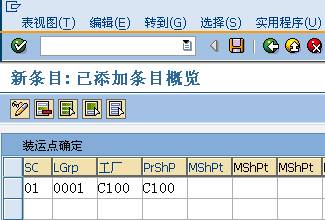 表视图(T) 编辑(E) 转到(G) 选择(S) 实用程序(U)
新条目: 已添加条目概览
装运点确定
SC LGrp 工厂 PrShP MShPt MShPt MShPt
01 0001 C100 C100